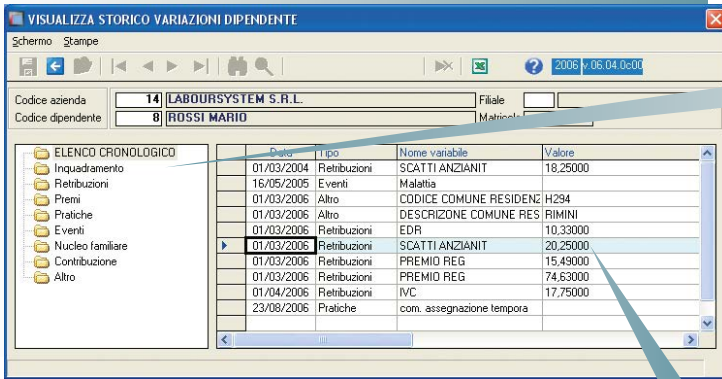 VISUALIZZA STORICO VARIAZIONI DIPENDENTE
Schermo Stampe
2006 v.06.04.0c00
Codice azienda 14 LABOURSYSTEM S.R.L. Filiale
Codice dipendente 8 ROSSI MARIO Matricola
ELENCO CRONOLOGICO
Inquadramento
Retribuzioni
Premi
Pratiche
Eventi
Nucleo familiare
Contribuzione
Altro
Data Tipo Nome variabile Valore
01/03/2004 Retribuzioni SCATTI ANZIANIT 18,25000
16/05/2005 Eventi Malattia
01/03/2006 Altro CODICE COMUNE RESIDENZ H294
01/03/2006 Altro DESCRIZONE COMUNE RES RIMINI
01/03/2006 Retribuzioni EDR 10,33000
01/03/2006 Retribuzioni SCATTI ANZIANIT 20,25000
01/03/2006 Retribuzioni PREMIO REG 15,49000
01/03/2006 Retribuzioni PREMIO REG 74,63000
01/04/2006 Retribuzioni IVC 17,75000
23/08/2006 Pratiche com. assegnazione tempora